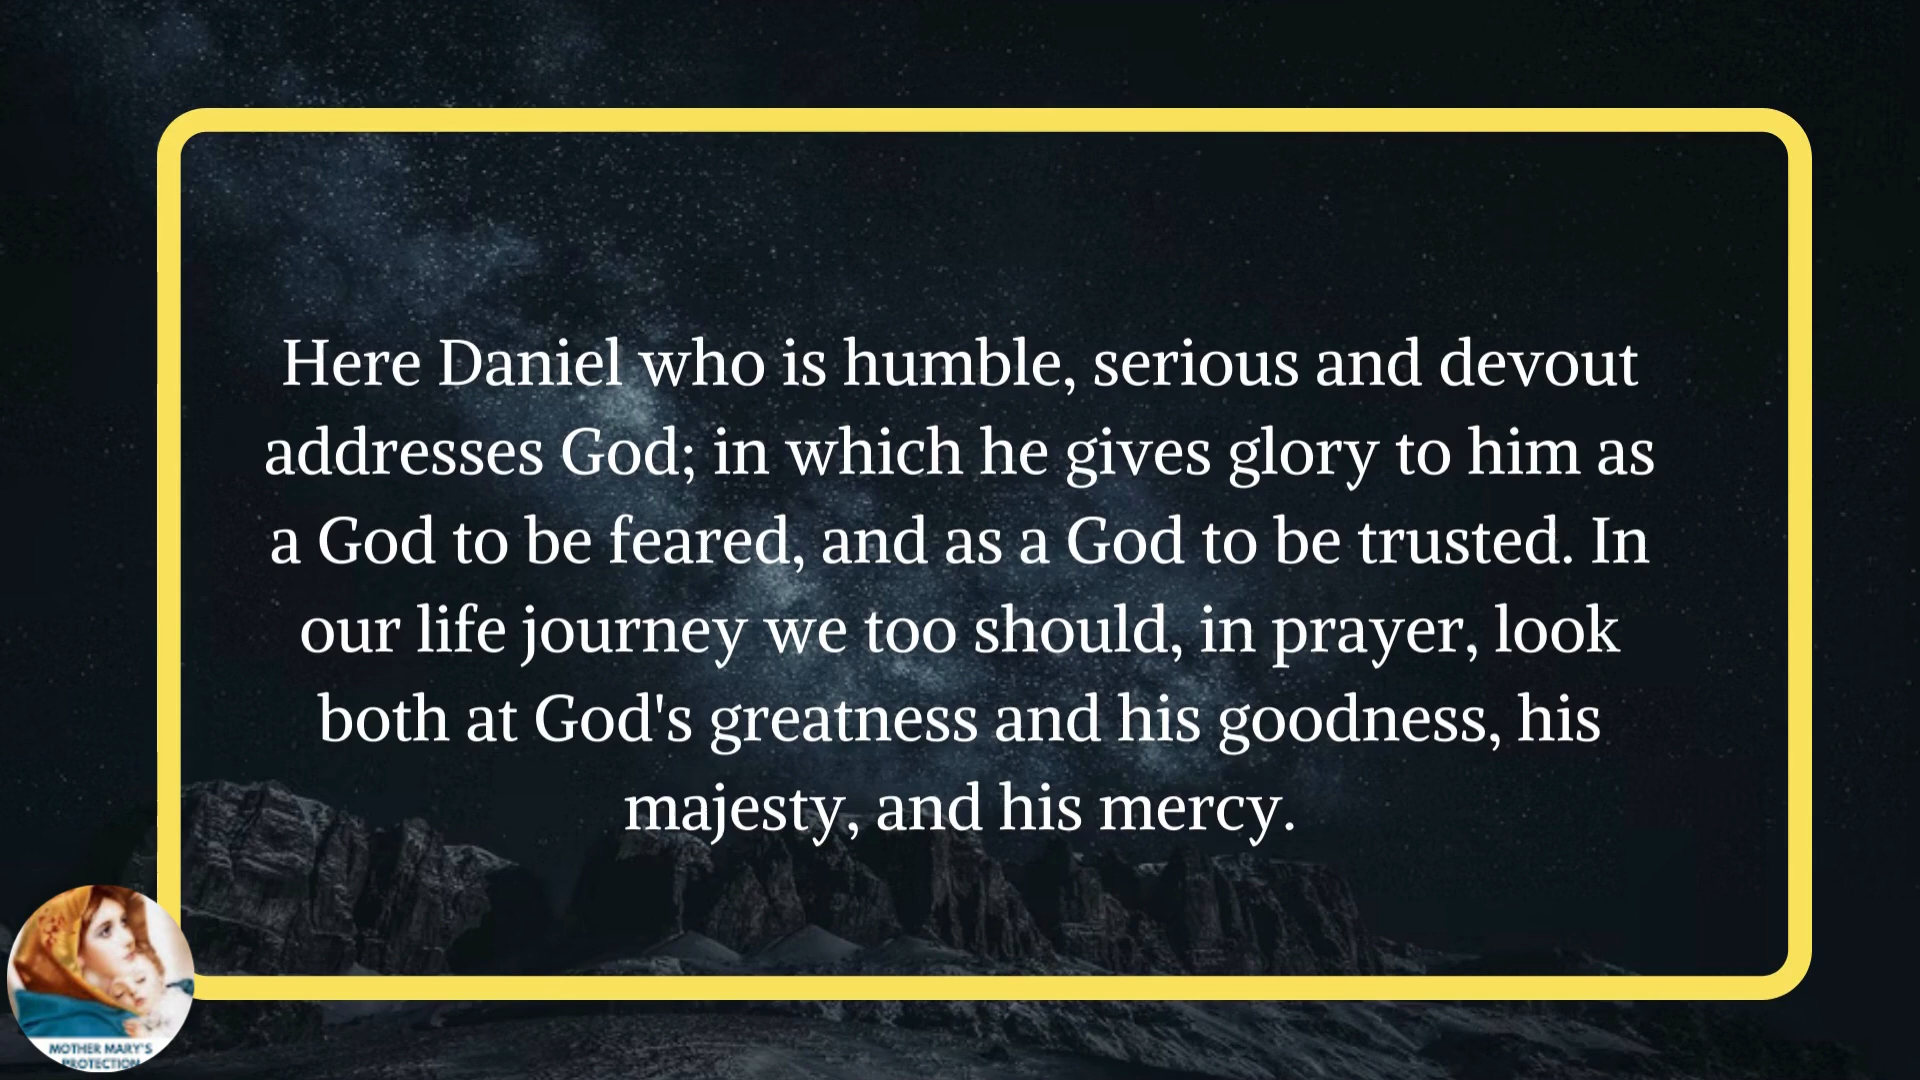 Here Daniel who is humble, serious and devout
addresses God; in which he gives glory to him as
a God to be feared, and as a God to be trusted. In
our life journey we too should, in prayer, look
both at God's greatness and his goodness, his
majesty, and his mercy.
MOTHER MARY'S
PROTECTION